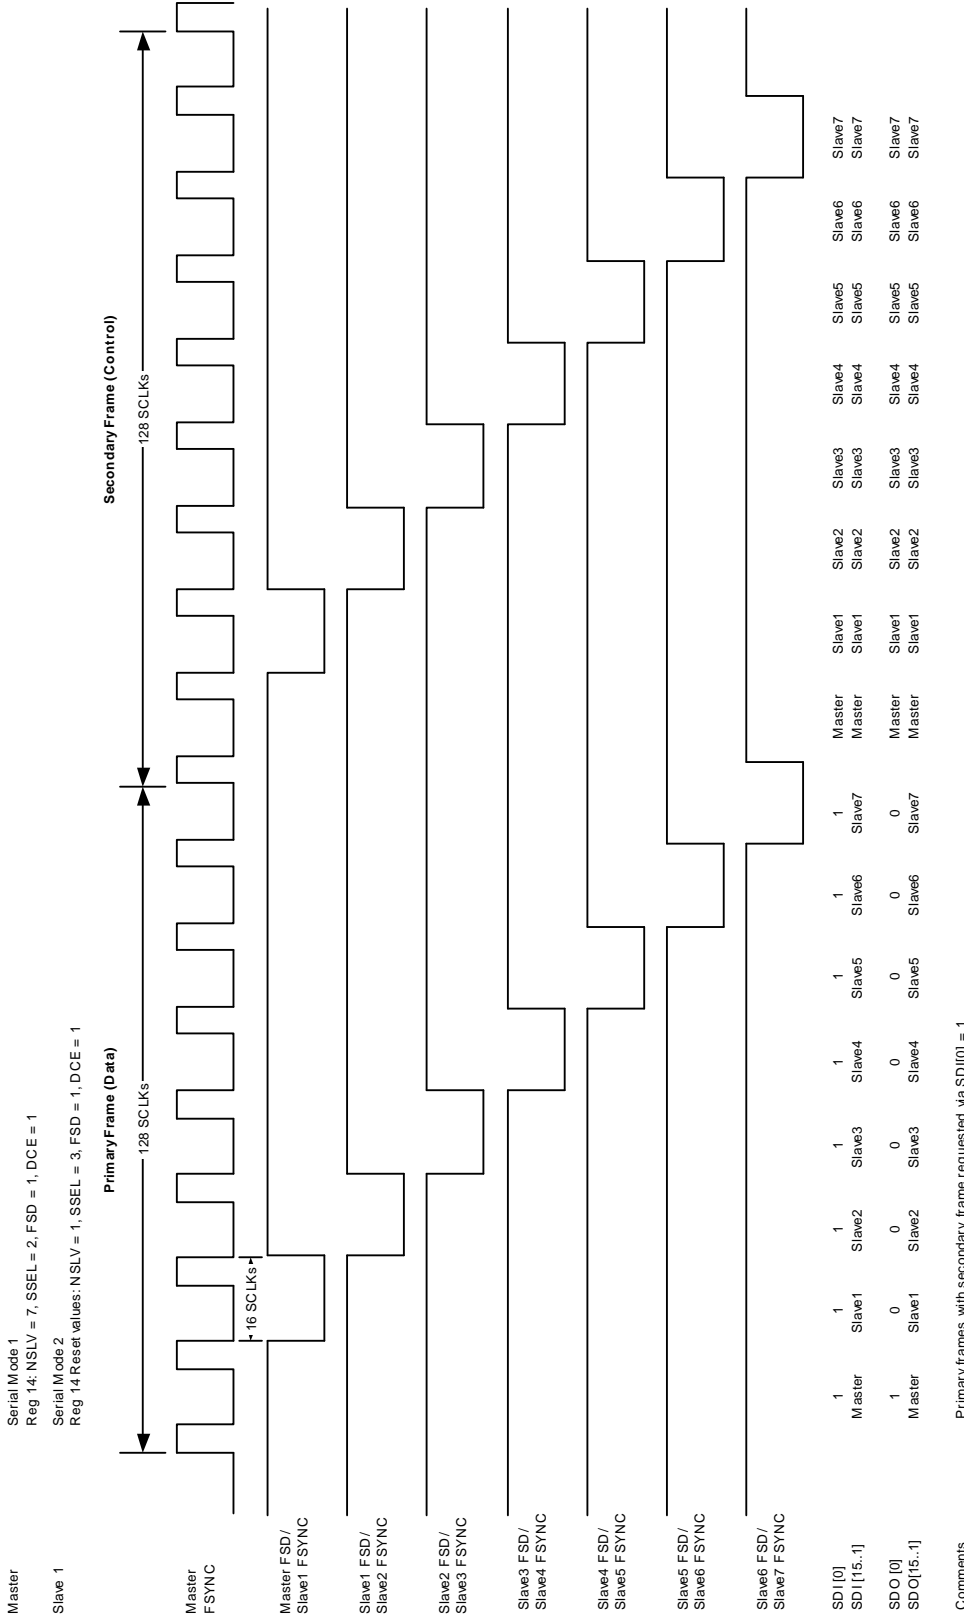 Master
Serial Mode 1
Reg 14: NSLV = 7, SSEL = 2, FSD = 1, DCE = 1
Slave 1
Serial Mode 2
Reg 14 Reset values: NSLV = 1, SSEL = 3, FSD = 1, DCE = 1
Primary Frame (Data)
Secondary Frame (Control)
128 SCLKs
128 SCLKs
Master
FSYNC
16 SCLKs
Master FSD/
Slave1 FSYNC
Slave1 FSD/
Slave2 FSYNC
Slave2 FSD/
Slave3 FSYNC
Slave3 FSD/
Slave4 FSYNC
Slave4 FSD/
Slave5 FSYNC
Slave5 FSD/
Slave6 FSYNC
Slave6 FSD/
Slave7 FSYNC
SDI[0] 1 1 1 1 1 1 1 1 Master Slave1 Slave2 Slave3 Slave4 Slave5 Slave6 Slave7
SDI[15..1] Master Slave1 Slave2 Slave3 Slave4 Slave5 Slave6 Slave7 Master Slave1 Slave2 Slave3 Slave4 Slave5 Slave6 Slave7
SDO[0] 1 0 0 0 0 0 0 0 Master Slave1 Slave2 Slave3 Slave4 Slave5 Slave6 Slave7
SDO[15..1] Master Slave1 Slave2 Slave3 Slave4 Slave5 Slave6 Slave7 Master Slave1 Slave2 Slave3 Slave4 Slave5 Slave6 Slave7
Comments Primary frames, with secondary frame requested, via SDI[0] = 1